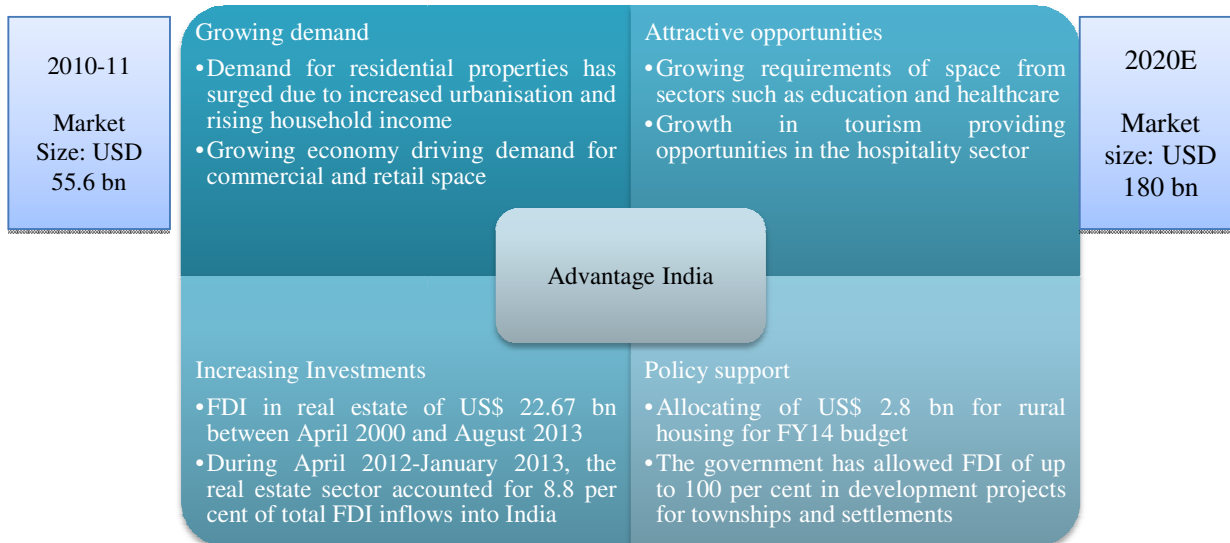 2010-11
Market
Size: USD
55.6 bn
Growing demand
•Demand for residential properties has
surged due to increased urbanisation and
rising household income
•Growing economy driving demand for
commercial and retail space
Attractive opportunities
•Growing requirements of space from
sectors such as education and healthcare
•Growth in tourism providing
opportunities in the hospitality sector
2020E
Market
size: USD
180 bn
Advantage India
Increasing Investments
•FDI in real estate of US$ 22.67 bn
between April 2000 and August 2013
•During April 2012-January 2013, the
real estate sector accounted for 8.8 per
cent of total FDI inflows into India
Policy support
•Allocating of US$ 2.8 bn for rural
housing for FY14 budget
•The government has allowed FDI of up
to 100 per cent in development projects
for townships and settlements